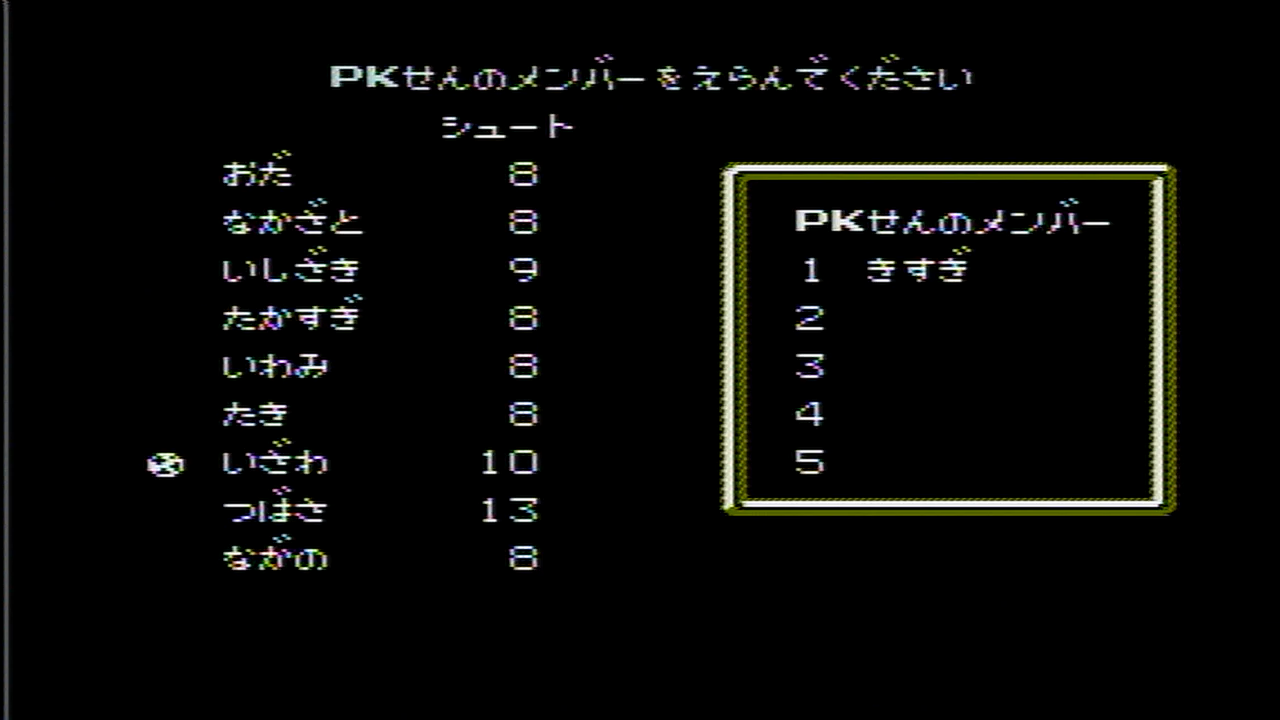 PKせんのメンバーをえらんでください
シュート
おだ 8
なかざと 8
いしざき 9
たかすぎ 8
いわみ 8
たき 8
いざわ 10
つばさ 13
ながの 8
PKせんのメンバー
1 きすぎ
2
3
4
5